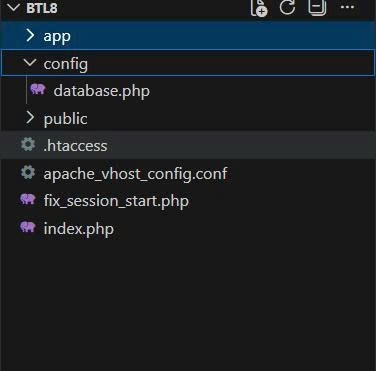 BTL8
app
config
database.php
public
.htaccess
apache_vhost_config.conf
fix_session_start.php
index.php